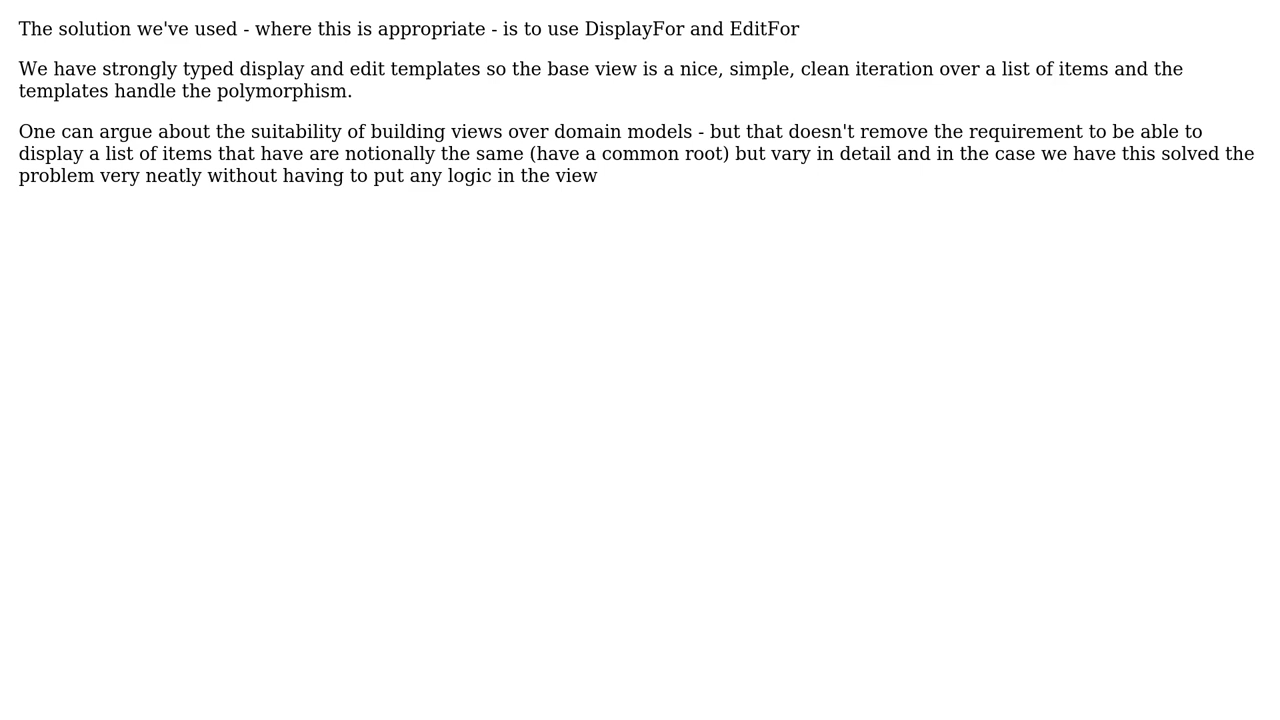 The solution we've used - where this is appropriate - is to use DisplayFor and EditFor
We have strongly typed display and edit templates so the base view is a nice, simple, clean iteration over a list of items and the
templates handle the polymorphism.
One can argue about the suitability of building views over domain models - but that doesn't remove the requirement to be able to
display a list of items that have are notionally the same (have a common root) but vary in detail and in the case we have this solved the
problem very neatly without having to put any logic in the view